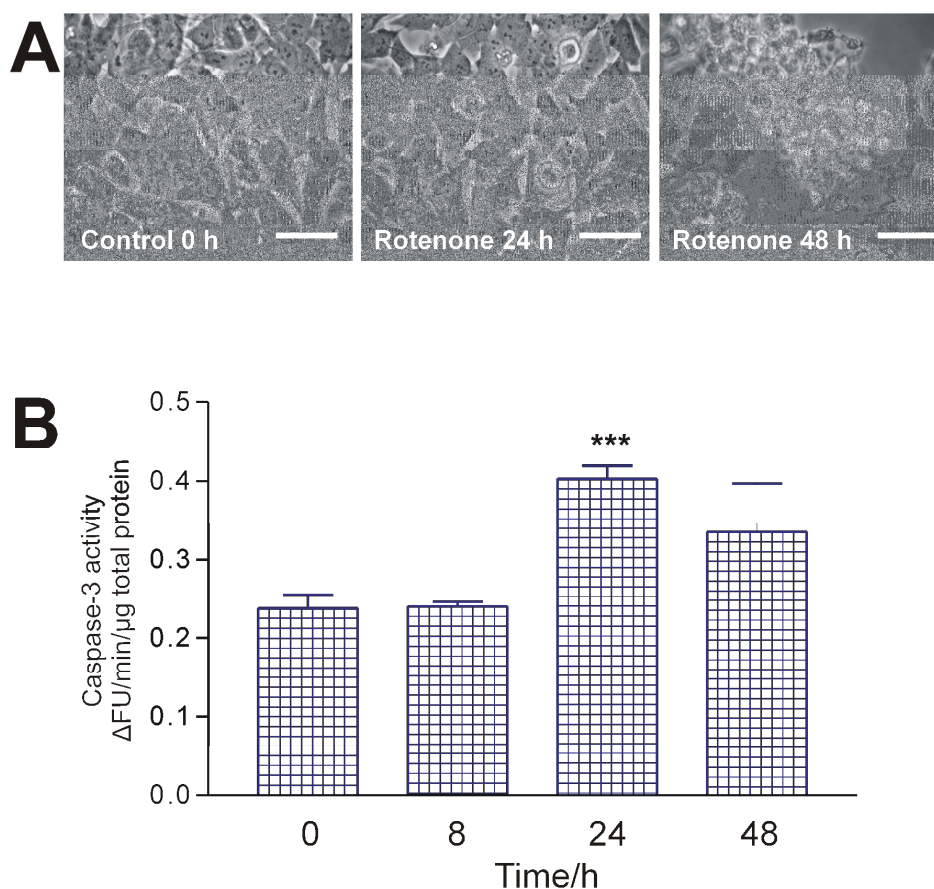 A
Control 0 h
Rotenone 24 h
Rotenone 48 h
B
Caspase-3 activity
ΔFU/min/µg total protein
0.5
0.4
0.3
0.2
0.1
0.0
***
0
8
24
48
Time/h